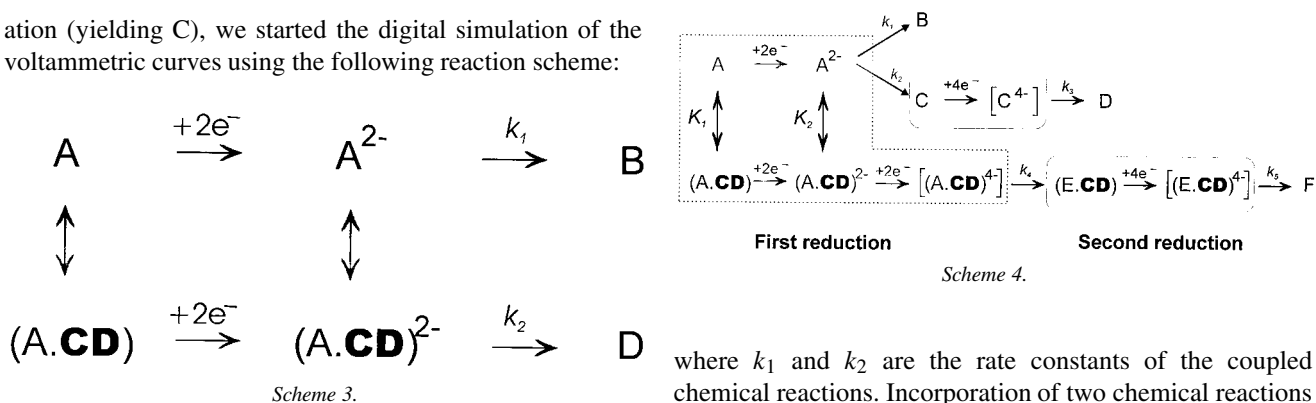 ation (yielding C), we started the digital simulation of the
voltammetric curves using the following reaction scheme:
A +2e⁻ A²⁻ k₁ B
(A.CD) +2e⁻ (A.CD)²⁻ k₂ D
Scheme 3.
k₁ B
A +2e⁻ A²⁻
k₂ C +4e⁻ [C⁴⁻] k₃ D
K₁ K₂
(A.CD) +2e⁻ (A.CD)²⁻ +2e⁻ [(A.CD)⁴⁻] k₄ (E.CD) +4e⁻ [(E.CD)⁴⁻] k₅ F
First reduction Second reduction
Scheme 4.
where k₁ and k₂ are the rate constants of the coupled
chemical reactions. Incorporation of two chemical reactions